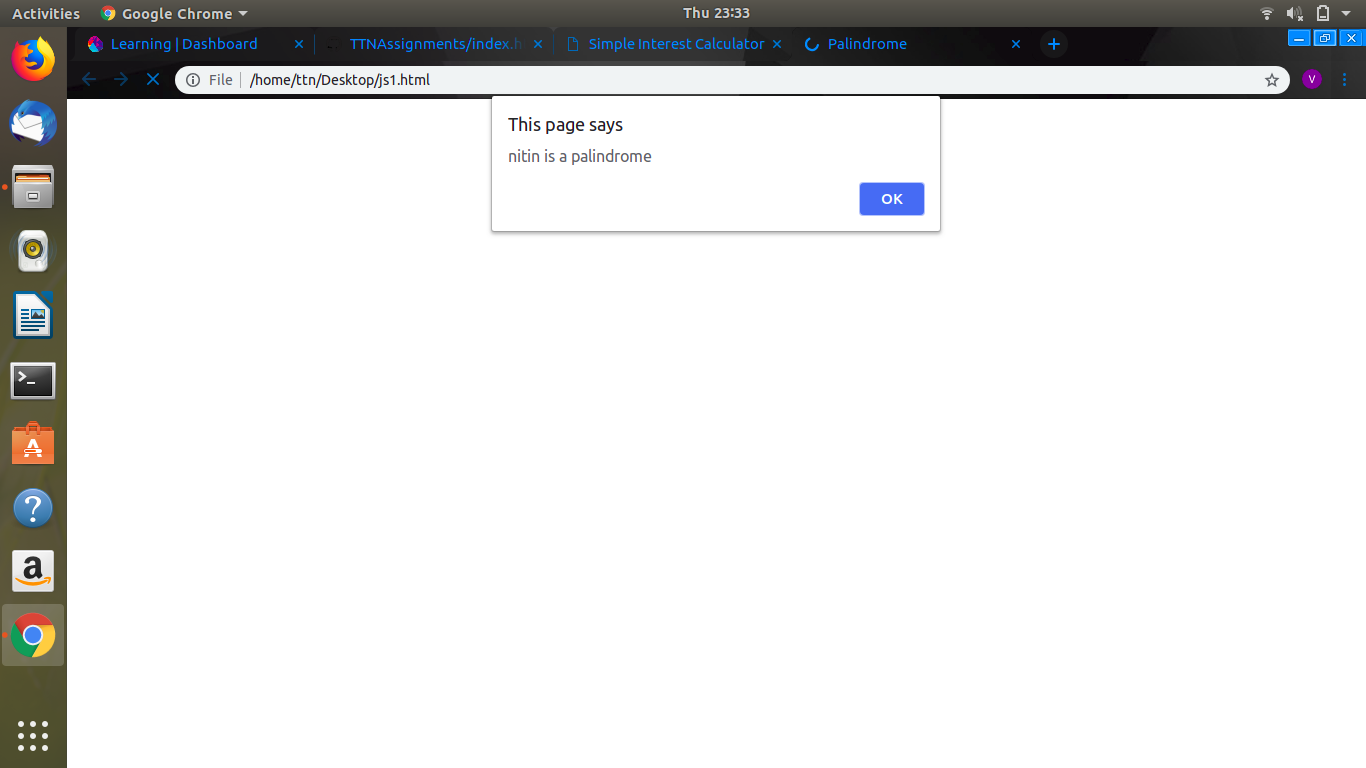 Activities Google Chrome Thu 23:33
Learning | Dashboard TTNAssignments/index.h Simple Interest Calculator Palindrome
File /home/ttn/Desktop/js1.html V
This page says
nitin is a palindrome
OK